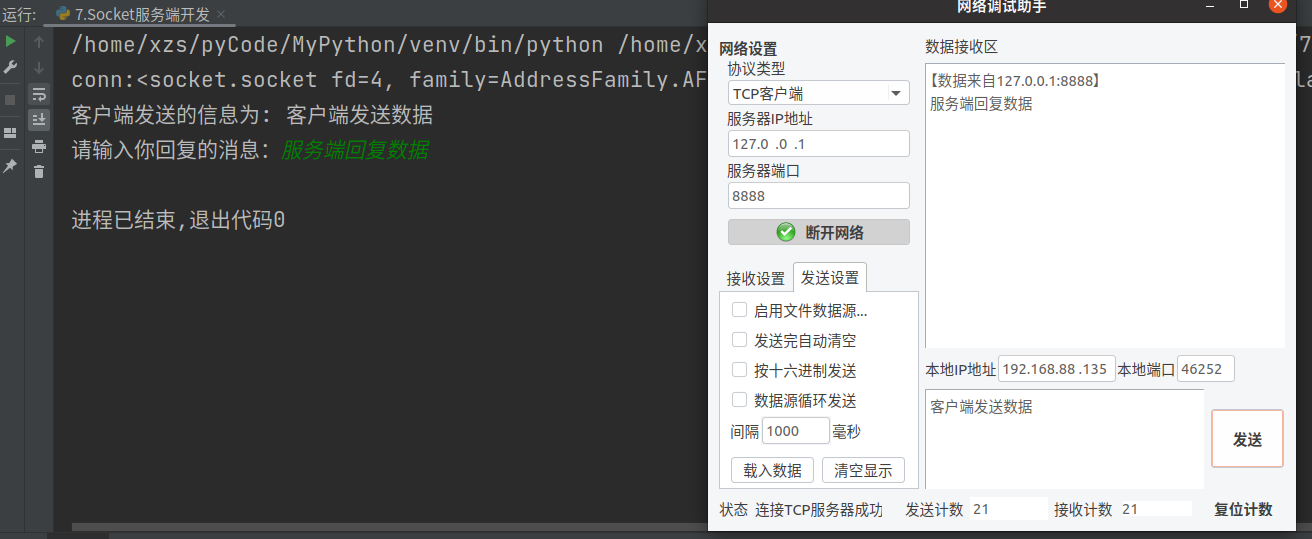 运行:
7.Socket服务端开发
/home/xzs/pyCode/MyPython/venv/bin/python /home/x
conn:<socket.socket fd=4, family=AddressFamily.AF
客户端发送的信息为: 客户端发送数据
请输入你回复的消息: 服务端回复数据
进程已结束,退出代码0
网络调试助手
网络设置
协议类型
TCP客户端
服务器IP地址
127.0 .0 .1
服务器端口
8888
断开网络
接收设置 发送设置
启用文件数据源...
发送完自动清空
按十六进制发送
数据源循环发送
间隔 1000 毫秒
载入数据 清空显示
数据接收区
【数据来自127.0.0.1:8888】
服务端回复数据
本地IP地址 192.168.88 .135 本地端口 46252
客户端发送数据
发送
状态 连接TCP服务器成功 发送计数 21 接收计数 21 复位计数